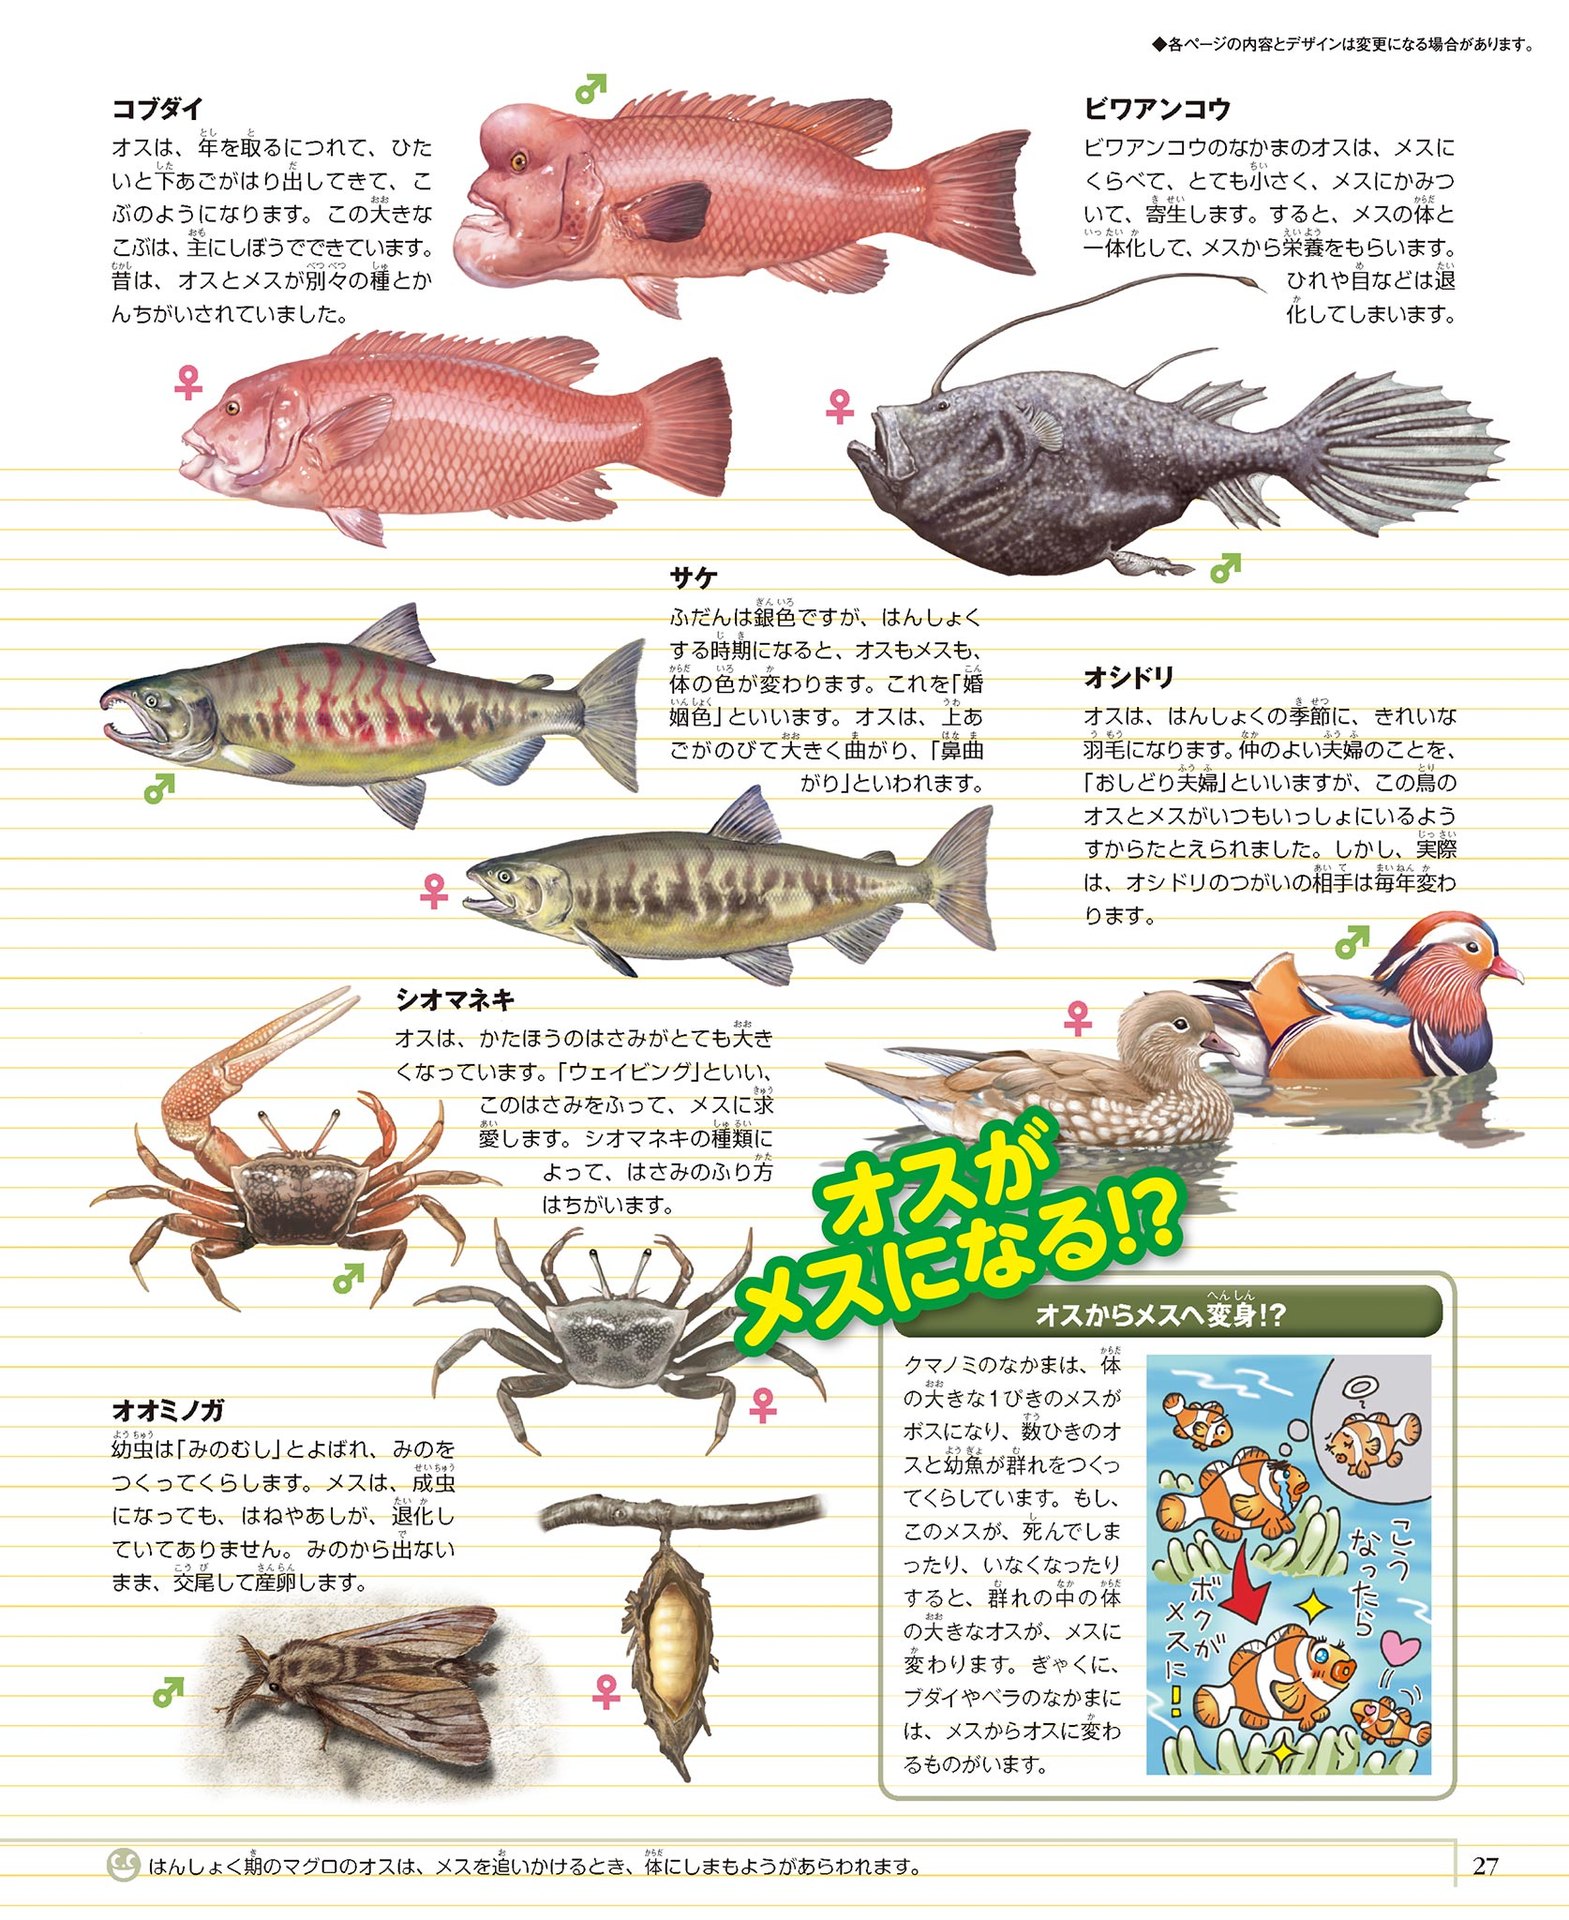 ◆各ページの内容とデザインは変更になる場合があります。
コブダイ
オスは、年を取るにつれて、ひた
いと下あごがはり出してきて、こ
ぶのようになります。この大きな
こぶは、主にしぼうでできています。
昔は、オスとメスが別々の種とか
んちがいされていました。
♂
♀
ビワアンコウ
ビワアンコウのなかまのオスは、メスに
くらべて、とても小さく、メスにかみつ
いて、寄生します。すると、メスの体と
一体化して、メスから栄養をもらいます。
ひれや目などは退
化してしまいます。
♀
♂
サケ
ふだんは銀色ですが、はんしょく
する時期になると、オスもメスも、
体の色が変わります。これを「婚
姻色」といいます。オスは、上あ
ごがのびて大きく曲がり、「鼻曲
がり」といわれます。
♂
♀
オシドリ
オスは、はんしょくの季節に、きれいな
羽毛になります。仲のよい夫婦のことを、
「おしどり夫婦」といいますが、この鳥の
オスとメスがいつもいっしょにいるよう
すからたとえられました。しかし、実際
は、オシドリのつがいの相手は毎年変わ
ります。
♂
♀
シオマネキ
オスは、かたほうのはさみがとても大き
くなっています。「ウェイビング」といい、
このはさみをふって、メスに求
愛します。シオマネキの種類に
よって、はさみのふり方
はちがいます。
♂
♀
オオミノガ
幼虫は「みのむし」とよばれ、みのを
つくってくらします。メスは、成虫
になっても、はねやあしが、退化し
ていてありません。みのから出ない
まま、交尾して産卵します。
♂
♀
オスが
メスになる!?
オスからメスへ変身!?
クマノミのなかまは、体
の大きな1ぴきのメスが
ボスになり、数ひきのオ
スと幼魚が群れをつくっ
てくらしています。もし、
このメスが、死んでしま
ったり、いなくなったり
すると、群れの中の体
の大きなオスが、メスに
変わります。ぎゃくに、
ブダイやベラのなかまに
は、メスからオスに変わ
るものがいます。
こう
なったら
ボクが
メスに!
はんしょく期のマグロのオスは、メスを追いかけるとき、体にしまもようがあらわれます。
27